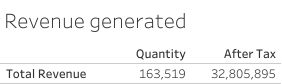 Revenue generated
Quantity After Tax
Total Revenue 163,519 32,805,895